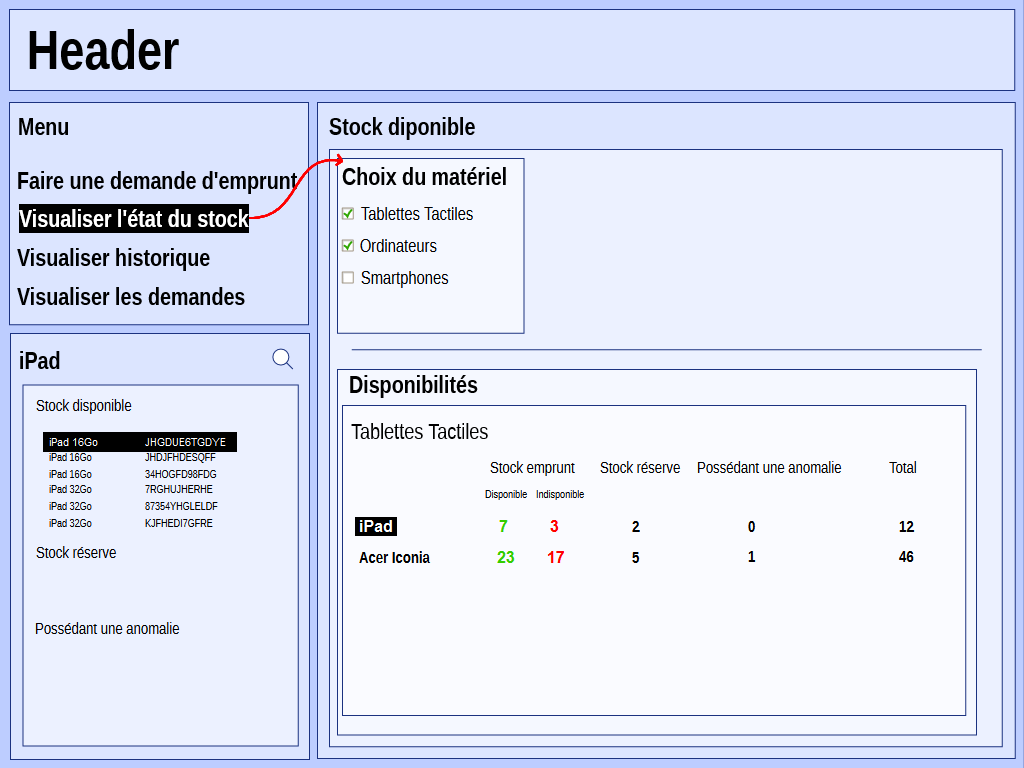 Header
Menu
Faire une demande d'emprunt
Visualiser l'état du stock
Visualiser historique
Visualiser les demandes
iPad
Stock disponible
iPad 16Go JHGDUE6TGDYE
iPad 16Go JHDJFHDESQFF
iPad 16Go 34HOGFD98FDG
iPad 32Go 7RGHUJHERHE
iPad 32Go 87354YHGLELDF
iPad 32Go KJFHEDI7GFRE
Stock réserve
Possédant une anomalie
Stock diponible
Choix du matériel
Tablettes Tactiles
Ordinateurs
Smartphones
Disponibilités
Tablettes Tactiles
Stock emprunt Stock réserve Possédant une anomalie Total
Disponible Indisponible
iPad 7 3 2 0 12
Acer Iconia 23 17 5 1 46